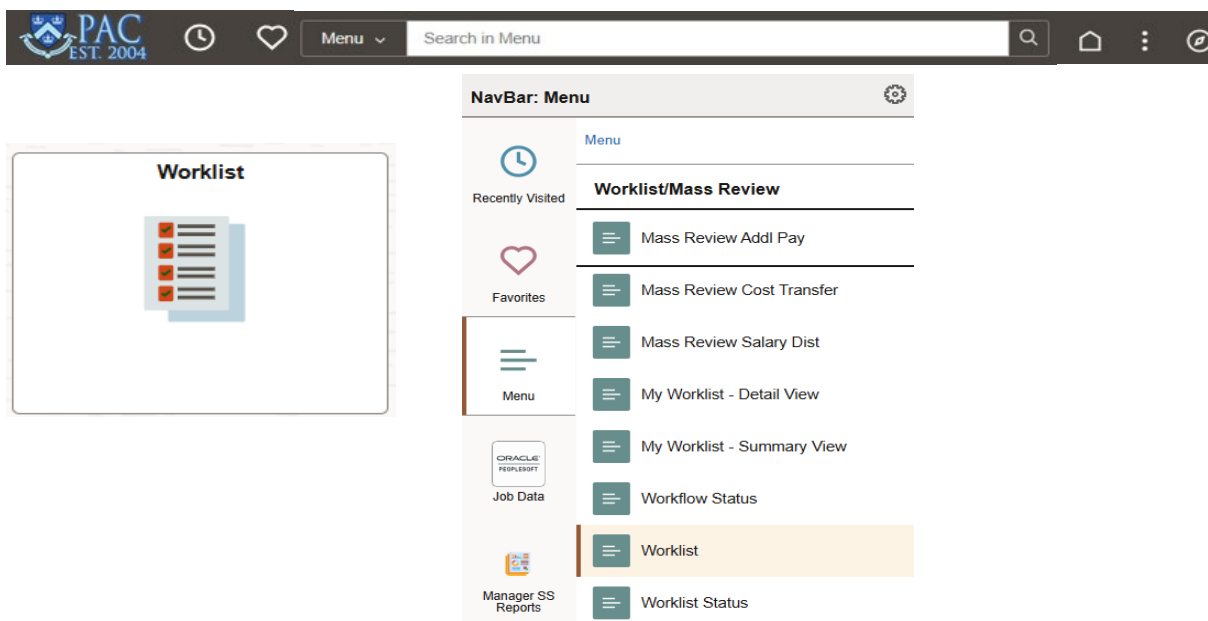 PAC
EST. 2004
Menu
Search in Menu
Worklist
NavBar: Menu
Recently Visited
Favorites
Menu
ORACLE
PEOPLESOFT
Job Data
Manager SS
Reports
Menu
Worklist/Mass Review
Mass Review Addl Pay
Mass Review Cost Transfer
Mass Review Salary Dist
My Worklist - Detail View
My Worklist - Summary View
Workflow Status
Worklist
Worklist Status